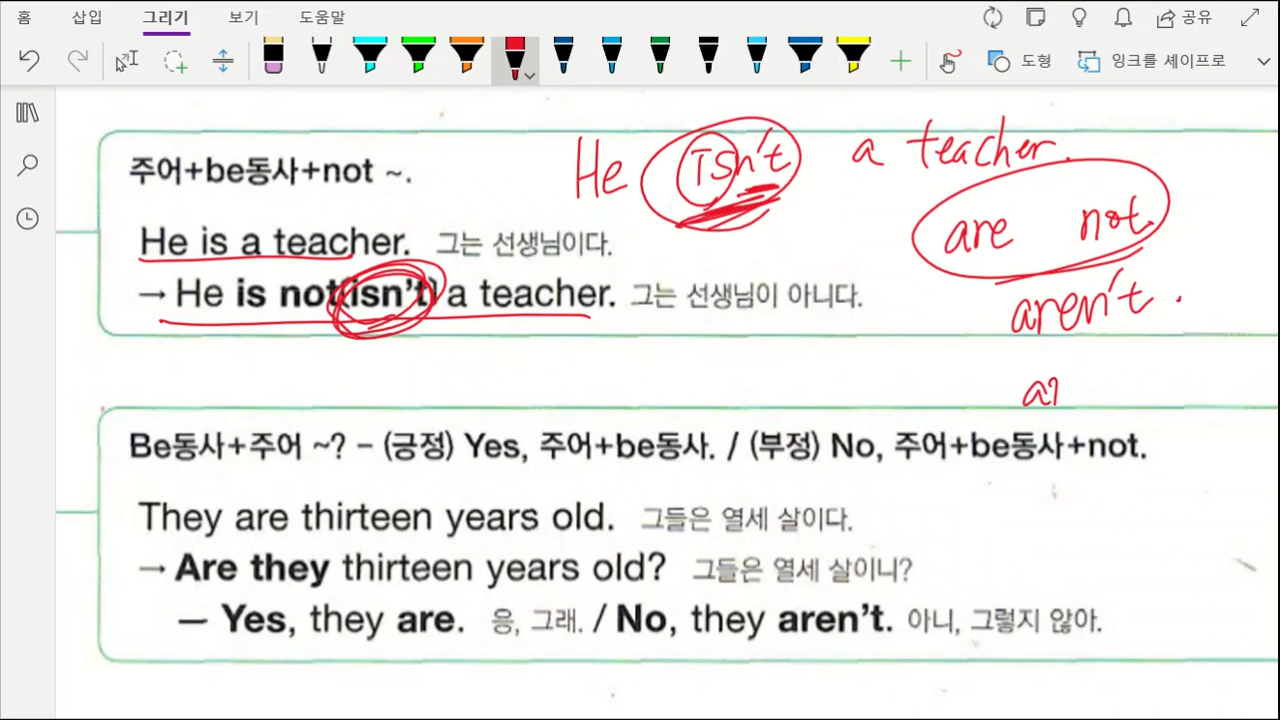 홈 삽입 그리기 보기 도움말 공유
도형 잉크를 셰이프로
주어+be동사+not ~.
He isn't a teacher.
are not.
He is a teacher. 그는 선생님이다.
→ He is not(isn't) a teacher. 그는 선생님이 아니다.
aren't.
Be동사+주어 ~? – (긍정) Yes, 주어+be동사. / (부정) No, 주어+be동사+not.
They are thirteen years old. 그들은 열세 살이다.
→ Are they thirteen years old? 그들은 열세 살이니?
— Yes, they are. 응, 그래. / No, they aren't. 아니, 그렇지 않아.